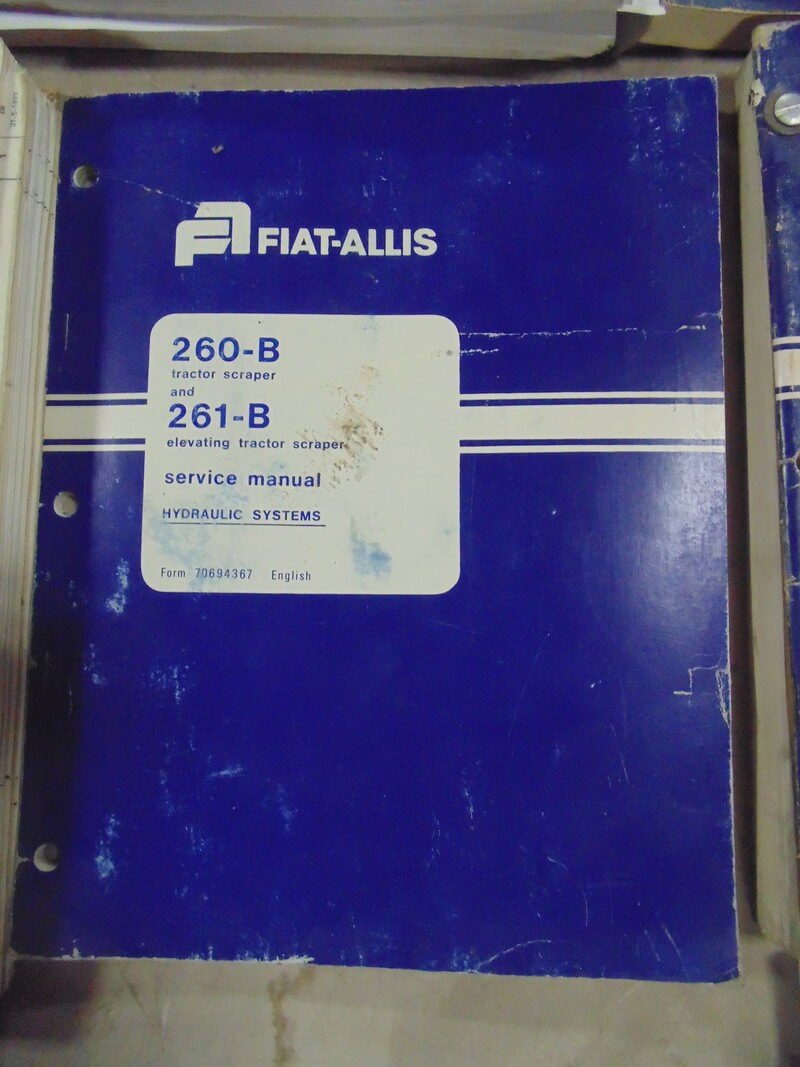 FIAT-ALLIS
260-B
tractor scraper
and
261-B
elevating tractor scraper
service manual
HYDRAULIC SYSTEMS
Form 70694367 English